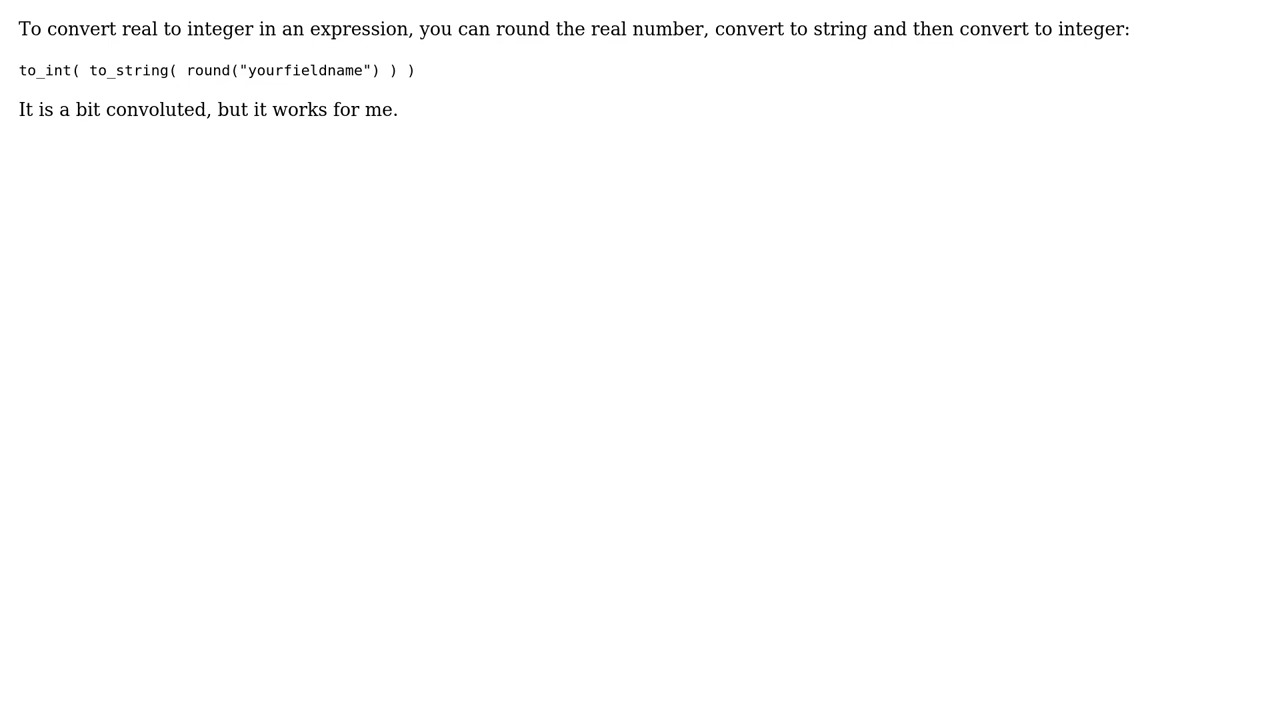 To convert real to integer in an expression, you can round the real number, convert to string and then convert to integer:
to_int( to_string( round("yourfieldname") ) )
It is a bit convoluted, but it works for me.